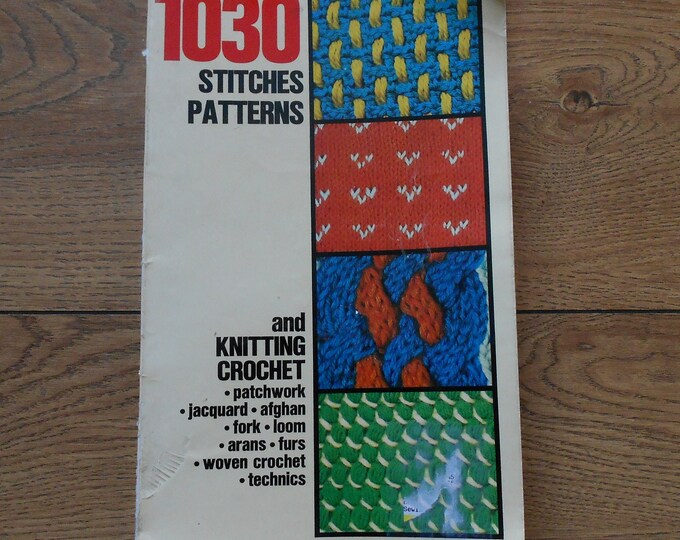 1030
STITCHES
PATTERNS
and
KNITTING
CROCHET
• patchwork
• jacquard • afghan
• fork • loom
• arans • furs
• woven crochet
• technics